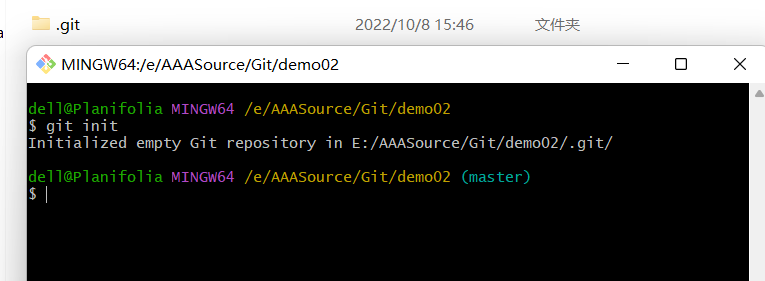 a
.git 2022/10/8 15:46 文件夹
MINGW64:/e/AAASource/Git/demo02
dell@Planifolia MINGW64 /e/AAASource/Git/demo02
$ git init
Initialized empty Git repository in E:/AAASource/Git/demo02/.git/
dell@Planifolia MINGW64 /e/AAASource/Git/demo02 (master)
$